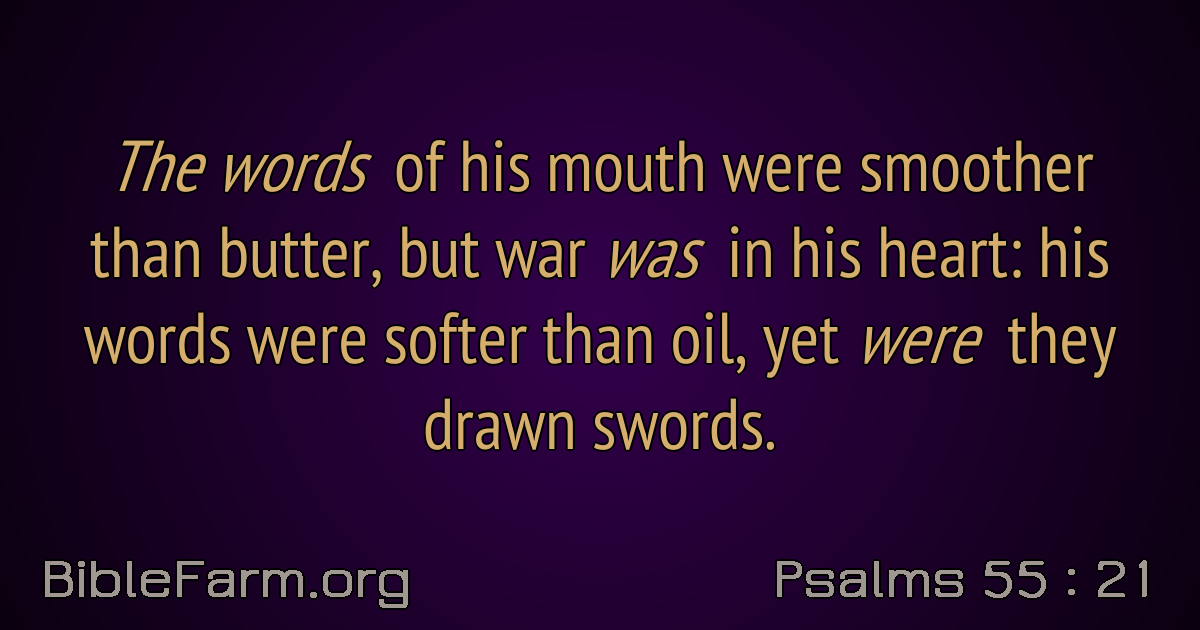 The words of his mouth were smoother
than butter, but war was in his heart: his
words were softer than oil, yet were they
drawn swords.
BibleFarm.org
Psalms 55 : 21